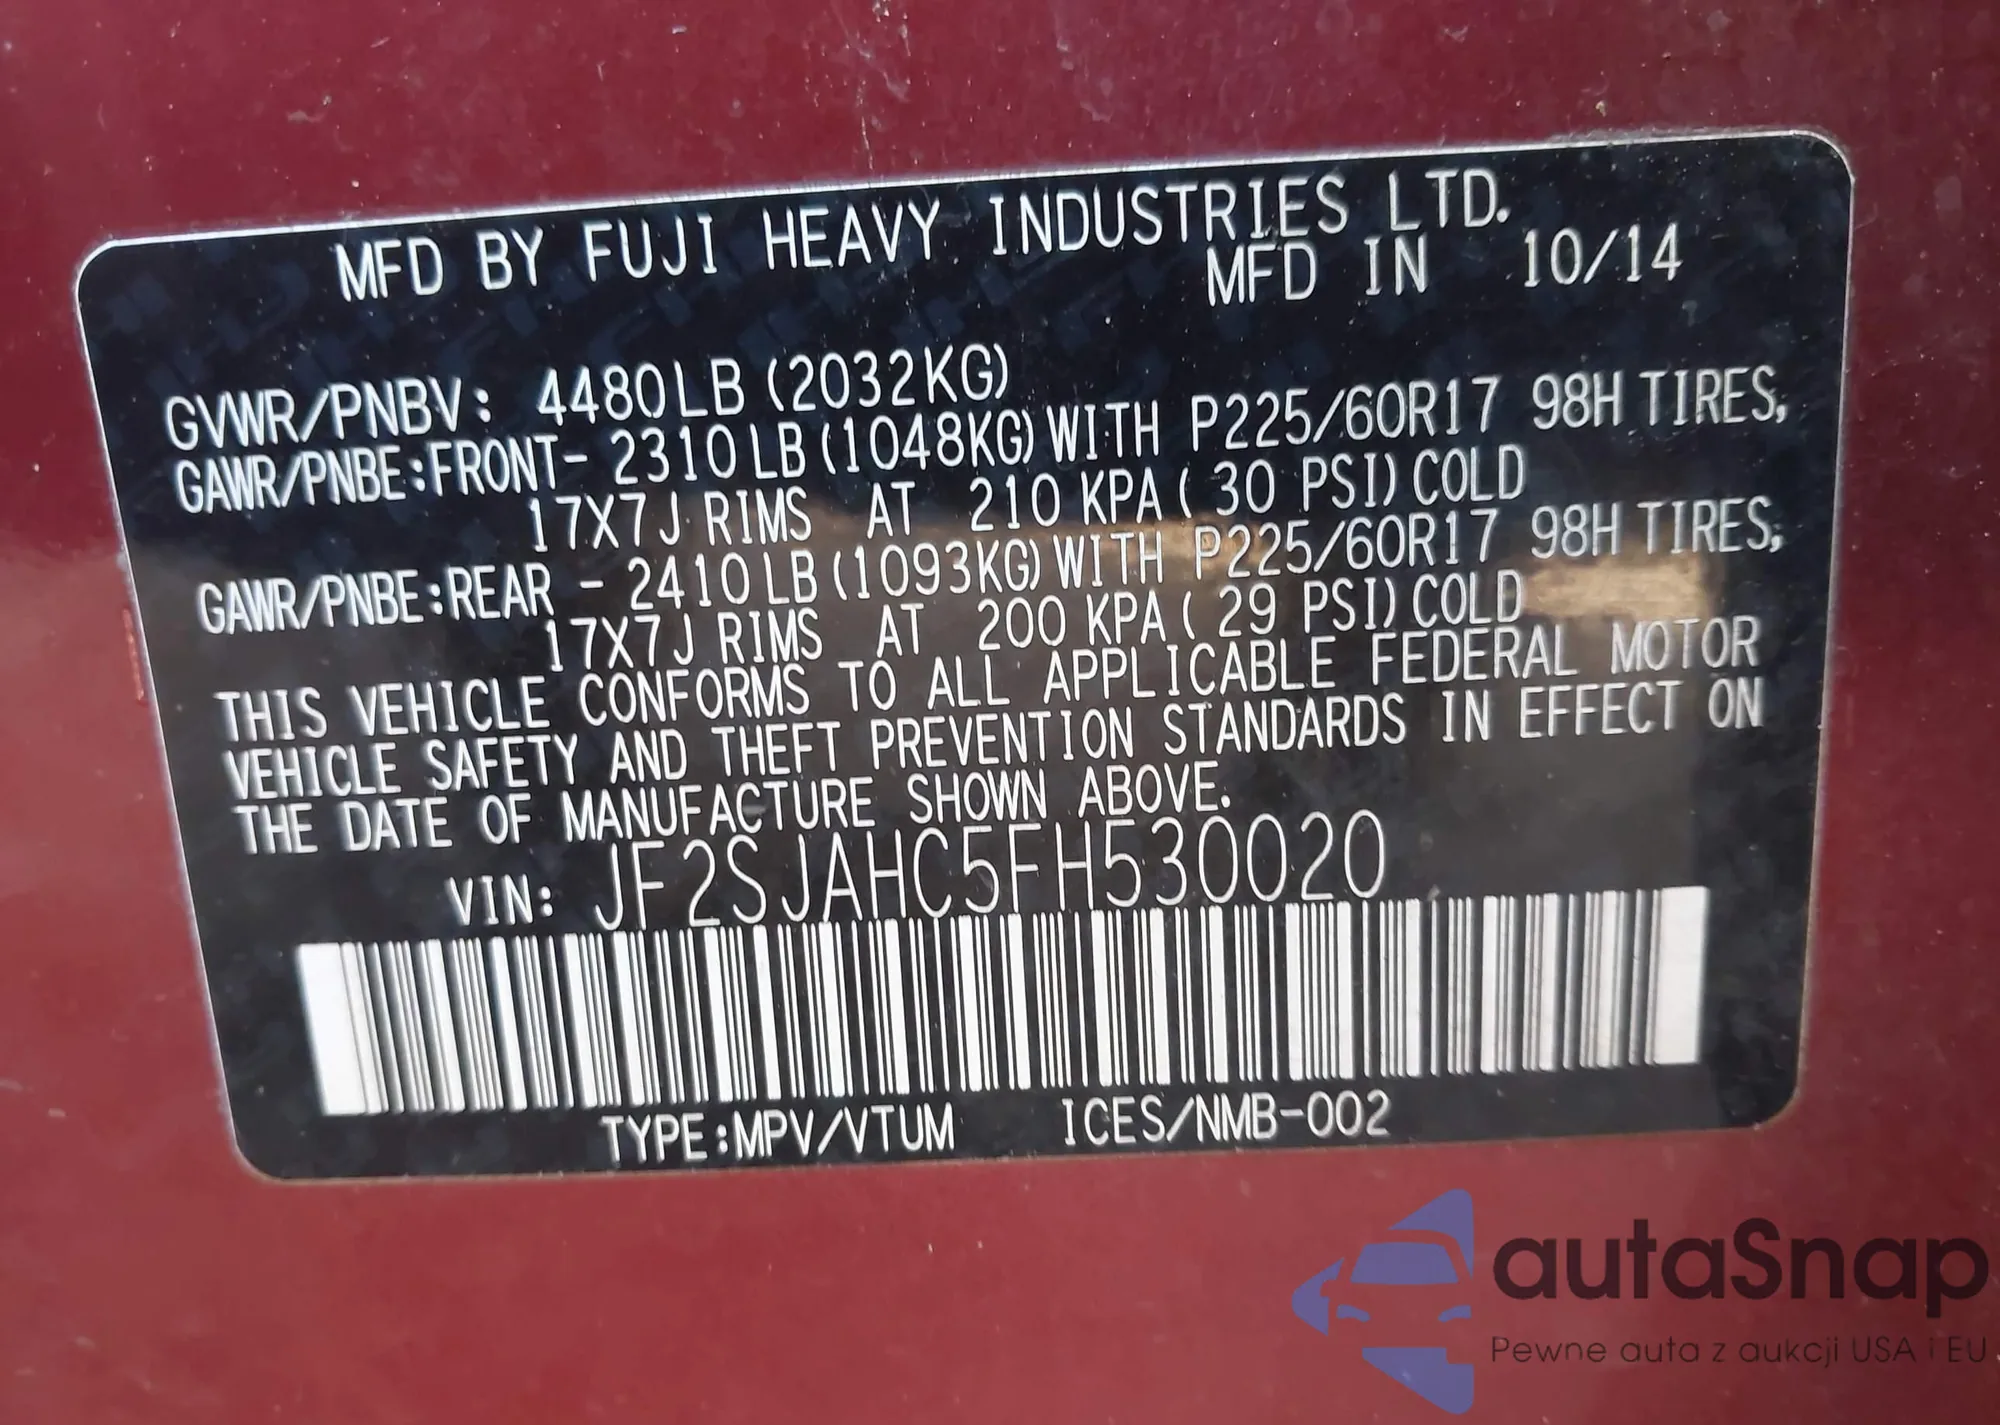 MFD BY FUJI HEAVY INDUSTRIES LTD.
MFD IN 10/14
GVWR/PNBV: 4480LB (2032KG)
GAWR/PNBE:FRONT- 2310LB(1048KG)WITH P225/60R17 98H TIRES,
17X7J RIMS AT 210 KPA( 30 PSI)COLD
GAWR/PNBE:REAR - 2410LB(1093KG)WITH P225/60R17 98H TIRES,
17X7J RIMS AT 200 KPA( 29 PSI)COLD
THIS VEHICLE CONFORMS TO ALL APPLICABLE FEDERAL MOTOR
VEHICLE SAFETY AND THEFT PREVENTION STANDARDS IN EFFECT ON
THE DATE OF MANUFACTURE SHOWN ABOVE.
VIN: JF2SJAHC5FH530020
TYPE:MPV/VTUM ICES/NMB-002
autaSnap
Pewne auta z aukcji USA i EU